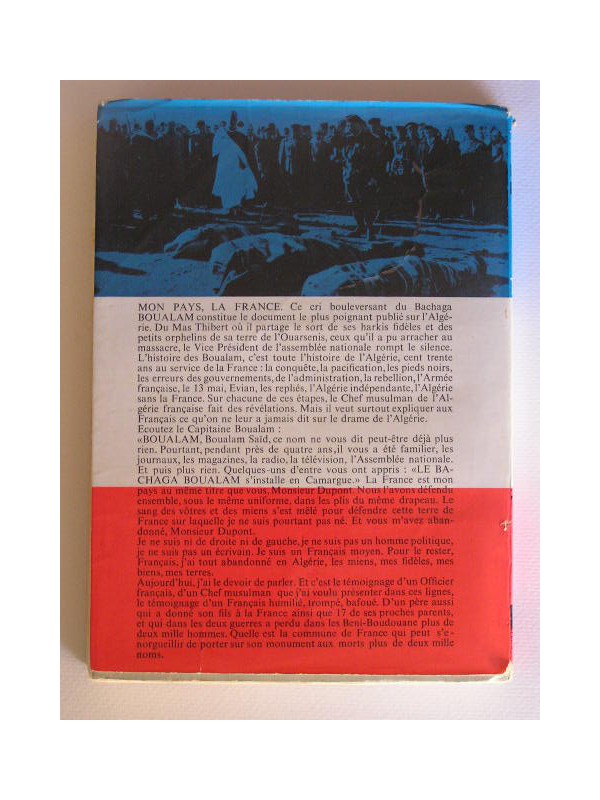 MON PAYS, LA FRANCE. Ce cri bouleversant du Bachaga
BOUALAM constitue le document le plus poignant publié sur l'Algé-
rie. Du Mas Thibert où il partage le sort de ses harkis fidèles et des
petits orphelins de sa terre de l'Ouarsenis, ceux qu'il a pu arracher au
massacre, le Vice Président de l'assemblée nationale rompt le silence.
L'histoire des Boualam, c'est toute l'histoire de l'Algérie, cent trente
ans au service de la France : la conquête, la pacification, les pieds noirs,
les erreurs des gouvernements, de l'administration, la rebellion, l'Armée
française, le 13 mai, Evian, les repliés, l'Algérie indépendante, l'Algérie
sans la France. Sur chacune de ces étapes, le Chef musulman de l'Al-
gérie française fait des révélations. Mais il veut surtout expliquer aux
Français ce qu'on ne leur a jamais dit sur le drame de l'Algérie.
Ecoutez le Capitaine Boualam :
«BOUALAM, Boualam Saïd, ce nom ne vous dit peut-être déjà plus
rien. Pourtant, pendant près de quatre ans, il vous a été familier, les
journaux, les magazines, la radio, la télévision, l'Assemblée nationale.
Et puis plus rien. Quelques-uns d'entre vous ont appris : «LE BA-
CHAGA BOUALAM s'installe en Camargue.» La France est mon
pays au même titre que vous, Monsieur Dupont. Nous l'avons défendu
ensemble, sous le même uniforme, dans les plis du même drapeau. Le
sang des vôtres et des miens s'est mêlé pour défendre cette terre de
France sur laquelle je ne suis pourtant pas né. Et vous m'avez aban-
donné, Monsieur Dupont.
Je ne suis ni de droite ni de gauche, je ne suis pas un homme politique,
je ne suis pas un écrivain. Je suis un Français moyen. Pour le rester,
Français, j'ai tout abandonné en Algérie, les miens, mes fidèles, mes
biens, mes terres.
Aujourd'hui, j'ai le devoir de parler. Et c'est le témoignage d'un Officier
français, d'un Chef musulman que j'ai voulu présenter dans ces lignes,
le témoignage d'un Français humilié, trompé, bafoué. D'un père aussi
qui a donné son fils à la France ainsi que 17 de ses proches parents,
et qui dans les deux guerres a perdu dans les Beni-Boudouane plus de
deux mille hommes. Quelle est la commune de France qui peut s'e-
norgueillir de porter sur son monument aux morts plus de deux mille
noms.